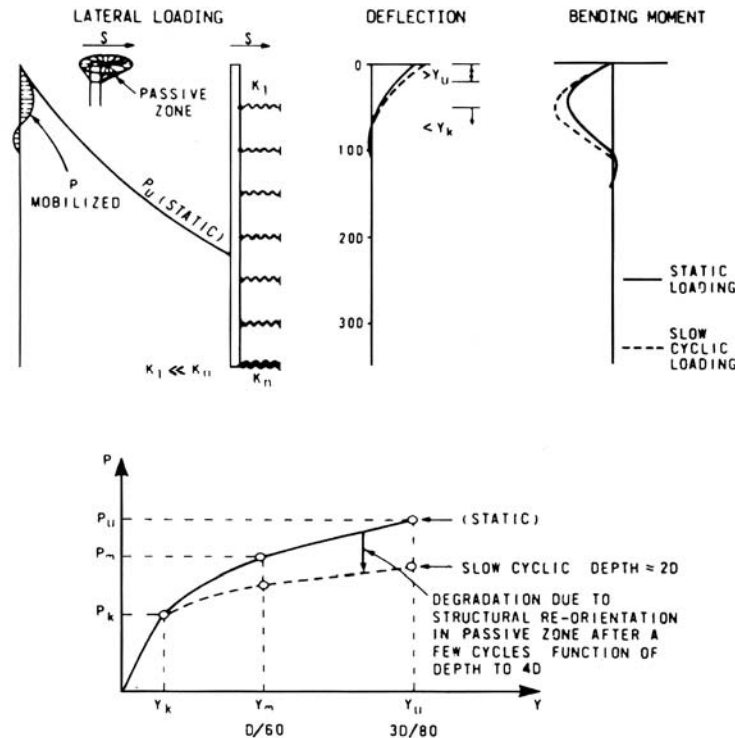 LATERAL LOADING
DEFLECTION
BENDING MOMENT
S
S
PASSIVE
ZONE
P
MOBILIZED
Pu (STATIC)
K1
K1 << Kn
Kn
0
100
200
300
>Yu
<Yk
STATIC
LOADING
SLOW
CYCLIC
LOADING
P
Pu
(STATIC)
Pm
SLOW CYCLIC DEPTH ≈ 2D
Pk
DEGRADATION DUE TO
STRUCTURAL RE-ORIENTATION
IN PASSIVE ZONE AFTER A
FEW CYCLES FUNCTION OF
DEPTH TO 4D
Yk
Ym
Yu
Y
D/60
3D/80